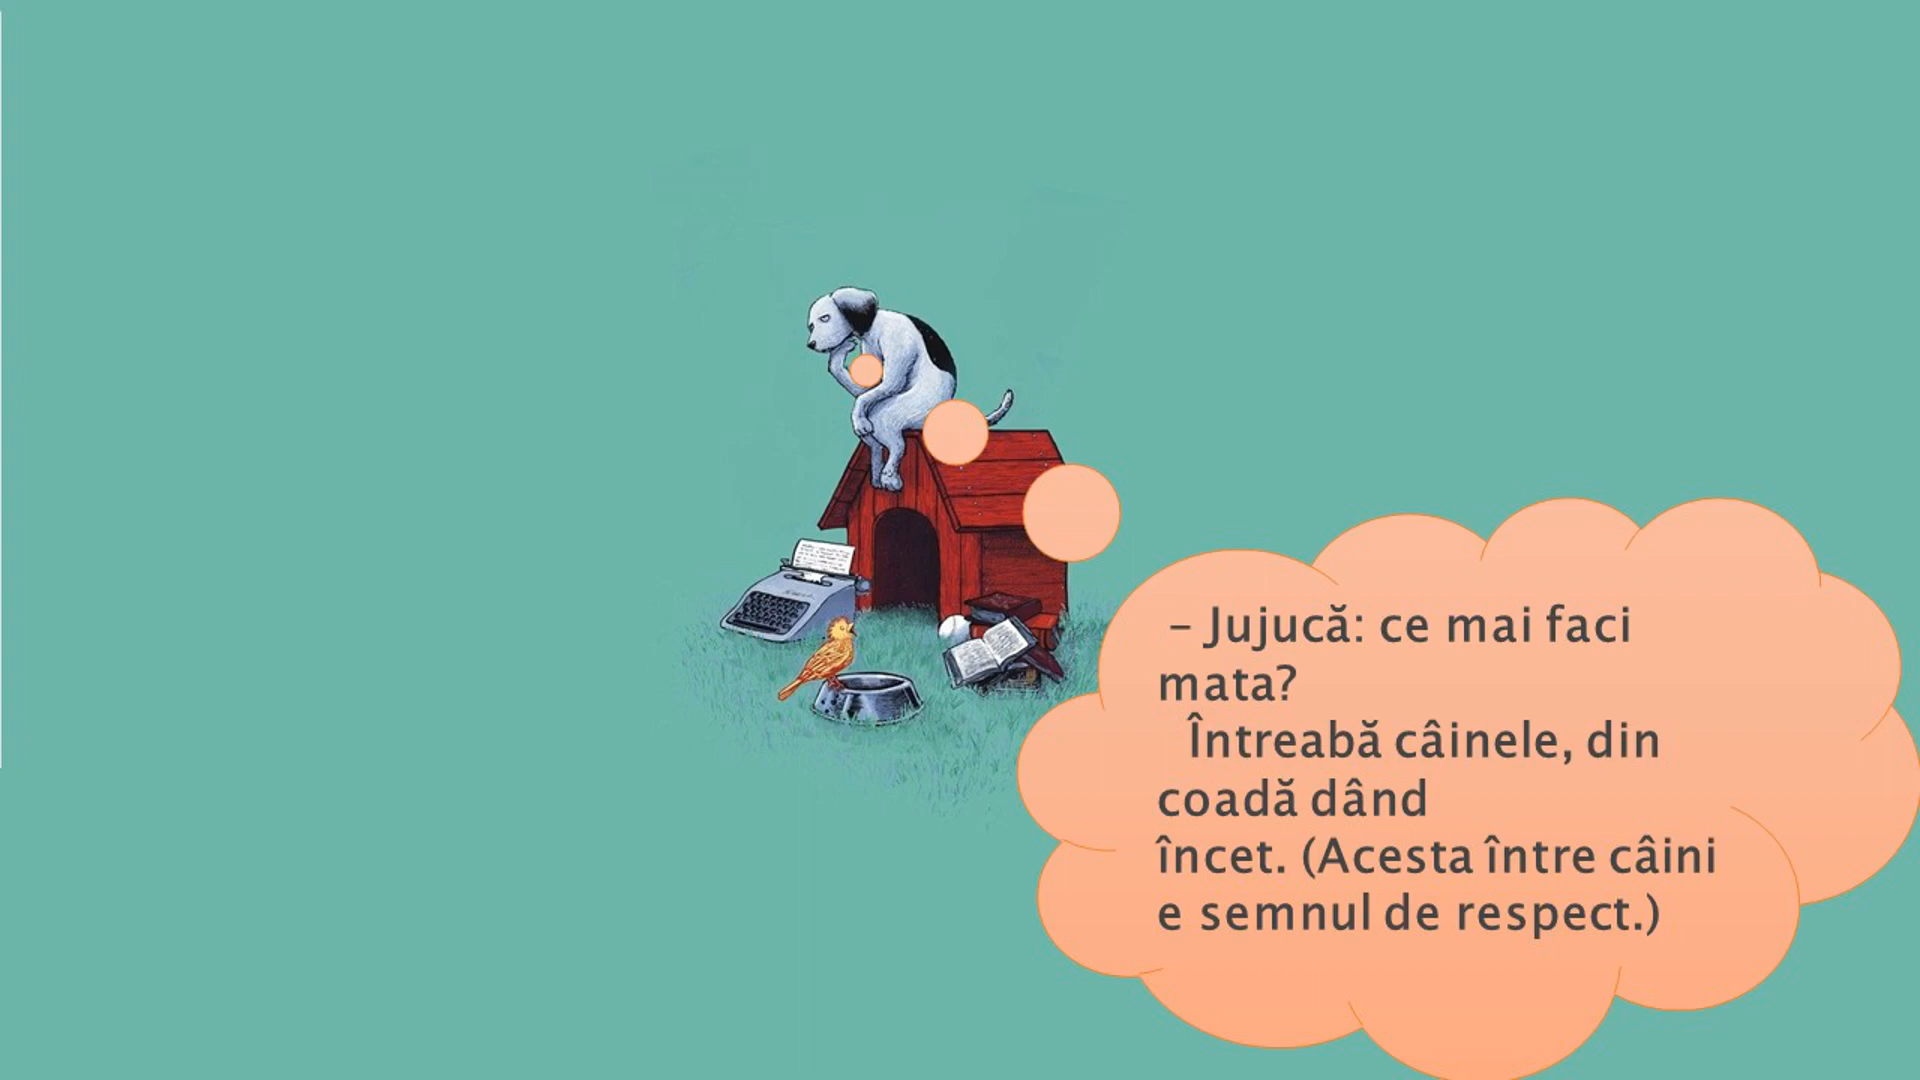 – Jujucă: ce mai faci
mata?
Întreabă câinele, din
coadă dând
încet. (Acesta între câini
e semnul de respect.)